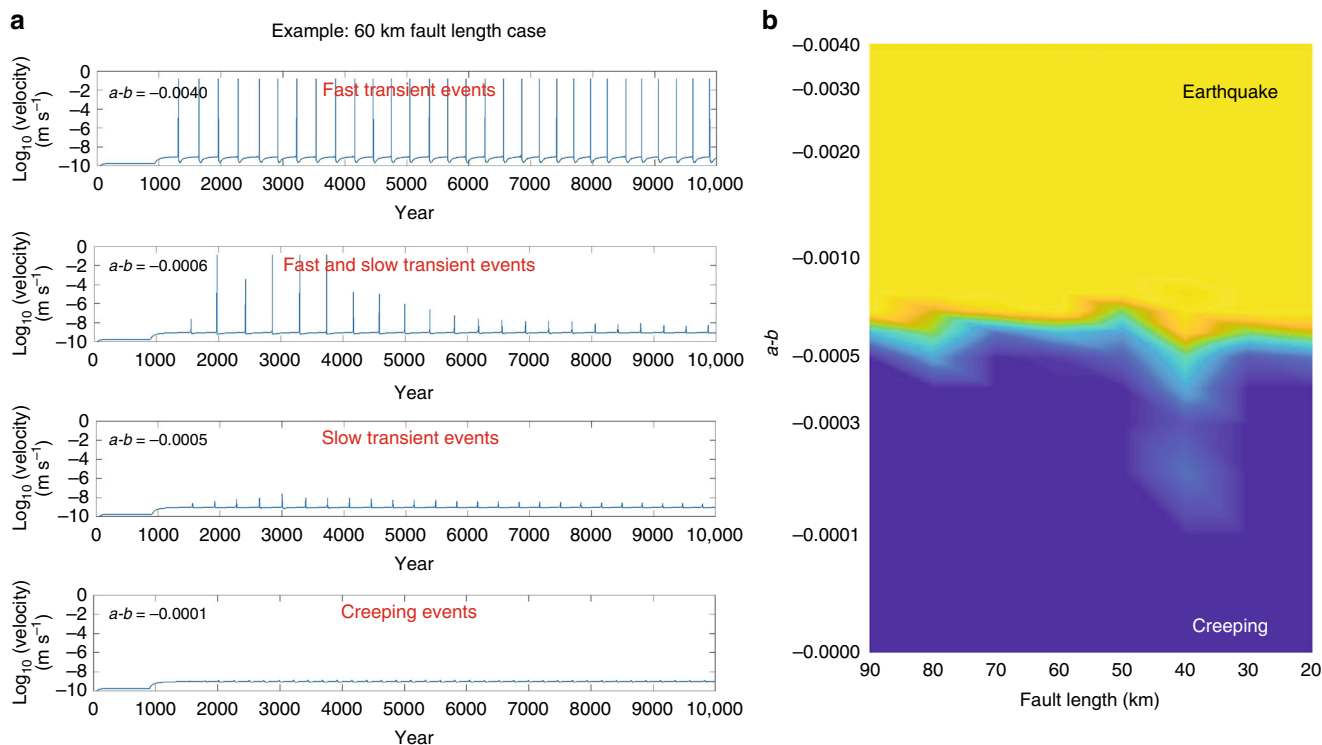 a
Example: 60 km fault length case
Log10 (velocity)
(m s−1)
0
−2
−4
−6
−8
−10
a-b = −0.0040
Fast transient events
0 1000 2000 3000 4000 5000 6000 7000 8000 9000 10,000
Year
Log10 (velocity)
(m s−1)
0
−2
−4
−6
−8
−10
a-b = −0.0006
Fast and slow transient events
0 1000 2000 3000 4000 5000 6000 7000 8000 9000 10,000
Year
Log10 (velocity)
(m s−1)
0
−2
−4
−6
−8
−10
a-b = −0.0005
Slow transient events
0 1000 2000 3000 4000 5000 6000 7000 8000 9000 10,000
Year
Log10 (velocity)
(m s−1)
0
−2
−4
−6
−8
−10
a-b = −0.0001
Creeping events
0 1000 2000 3000 4000 5000 6000 7000 8000 9000 10,000
Year
b
a-b
−0.0040
−0.0030
−0.0020
−0.0010
−0.0005
−0.0003
−0.0001
−0.0000
Earthquake
Creeping
90 80 70 60 50 40 30 20
Fault length (km)